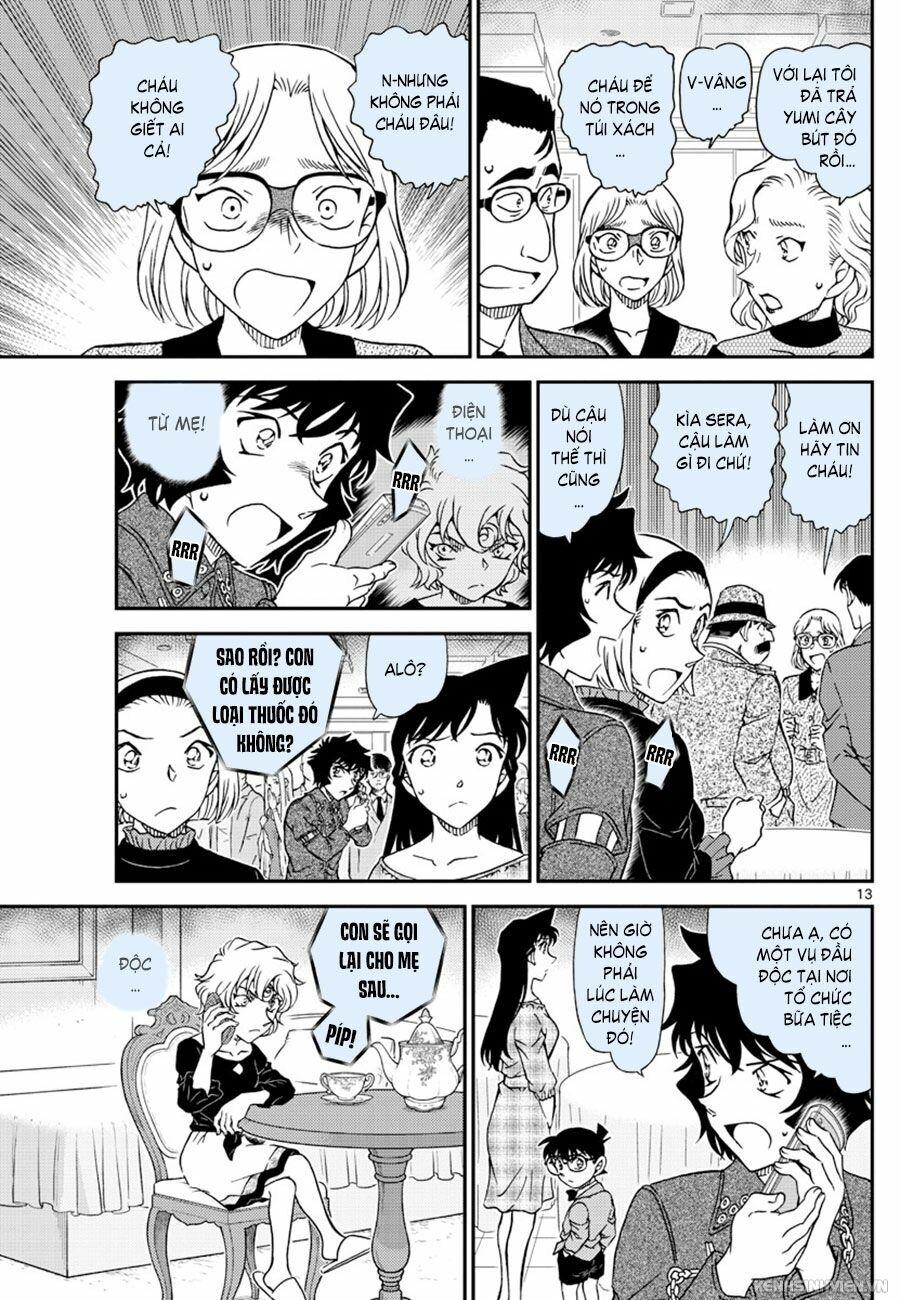 VỚI LẠI TÔI
ĐÃ TRẢ
YUMI CÂY
BÚT ĐÓ
RỒI...
V-VÂNG
...
CHÁU ĐỂ
NÓ TRONG
TÚI XÁCH
...
N-NHƯNG
KHÔNG PHẢI
CHÁU ĐÂU!
CHÁU
KHÔNG
GIẾT AI
CẢ!
LÀM ƠN
HÃY TIN
CHÁU!
KÌA SERA,
CẬU LÀM
GÌ ĐI CHỨ!
DÙ CẬU
NÓI
THẾ THÌ
CŨNG
...
RRR
RRR
ĐIỆN
THOẠI
...
RRR
TỪ MẸ!
RRR
ALÔ?
SAO RỒI? CON
CÓ LẤY ĐƯỢC
LOẠI THUỐC ĐÓ
KHÔNG?
13
CHƯA Ạ, CÓ
MỘT VỤ ĐẦU
ĐỘC TẠI NƠI
TỔ CHỨC
BỮA TIỆC
...
NÊN GIỜ
KHÔNG
PHẢI
LÚC LÀM
CHUYỆN
ĐÓ!
CON SẼ GỌI
LẠI CHO MẸ
SAU...
PÍP!
ĐỘC
...
KENHSINHVIEN.VN